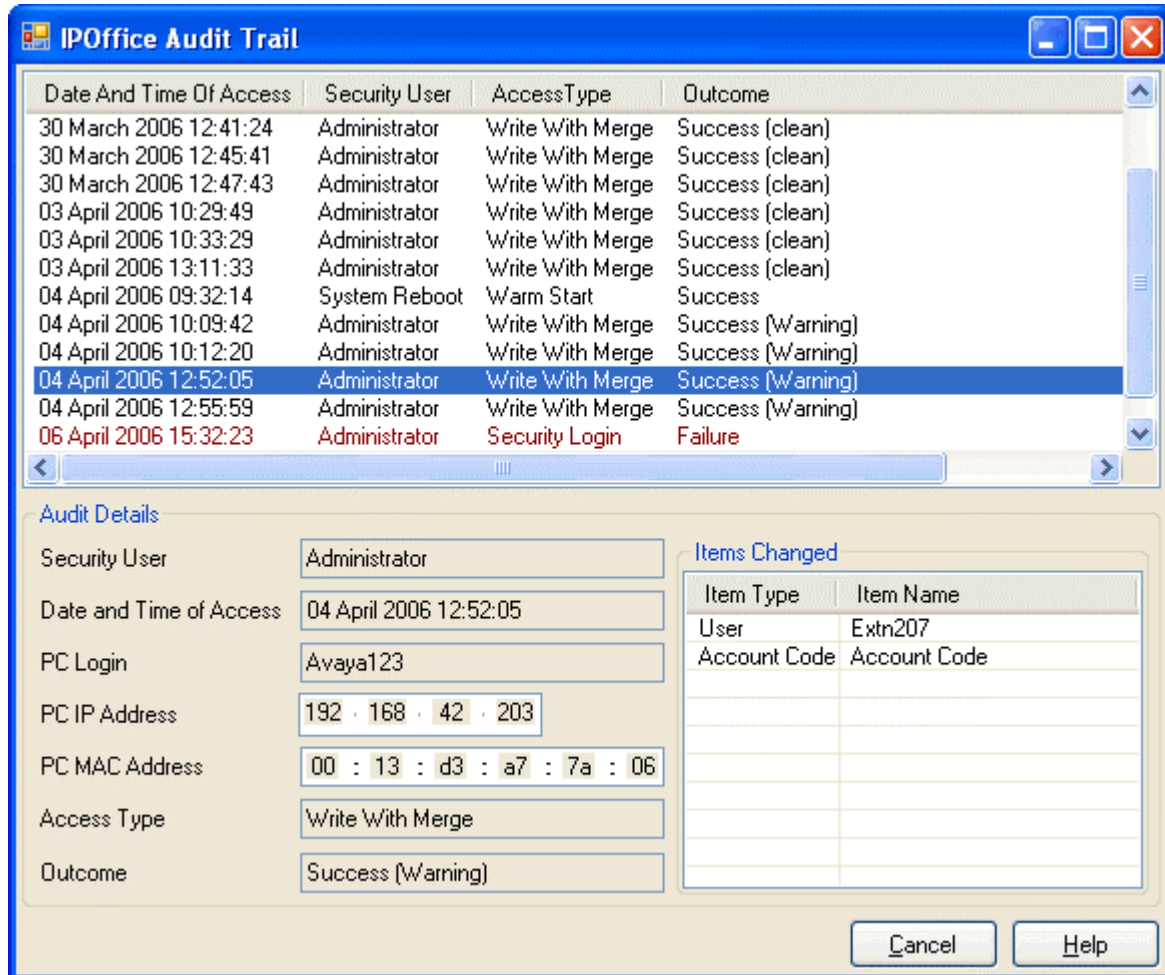 IPOffice Audit Trail
Date And Time Of Access Security User AccessType Outcome
30 March 2006 12:41:24 Administrator Write With Merge Success (clean)
30 March 2006 12:45:41 Administrator Write With Merge Success (clean)
30 March 2006 12:47:43 Administrator Write With Merge Success (clean)
03 April 2006 10:29:49 Administrator Write With Merge Success (clean)
03 April 2006 10:33:29 Administrator Write With Merge Success (clean)
03 April 2006 13:11:33 Administrator Write With Merge Success (clean)
04 April 2006 09:32:14 System Reboot Warm Start Success
04 April 2006 10:09:42 Administrator Write With Merge Success (Warning)
04 April 2006 10:12:20 Administrator Write With Merge Success (Warning)
04 April 2006 12:52:05 Administrator Write With Merge Success (Warning)
04 April 2006 12:55:59 Administrator Write With Merge Success (Warning)
06 April 2006 15:32:23 Administrator Security Login Failure
Audit Details
Security User Administrator
Date and Time of Access 04 April 2006 12:52:05
PC Login Avaya123
PC IP Address 192 . 168 . 42 . 203
PC MAC Address 00 : 13 : d3 : a7 : 7a : 06
Access Type Write With Merge
Outcome Success (Warning)
Items Changed
Item Type Item Name
User Extn207
Account Code Account Code
Cancel Help